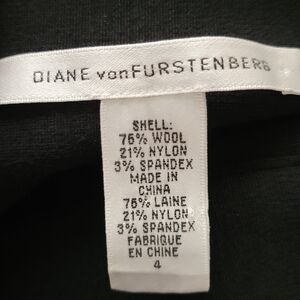 DIANE vonFURSTENBERG
SHELL:
76% WOOL
21% NYLON
3% SPANDEX
MADE IN
CHINA
76% LAINE
21% NYLON
3% SPANDEX
FABRIQUE
EN CHINE
4